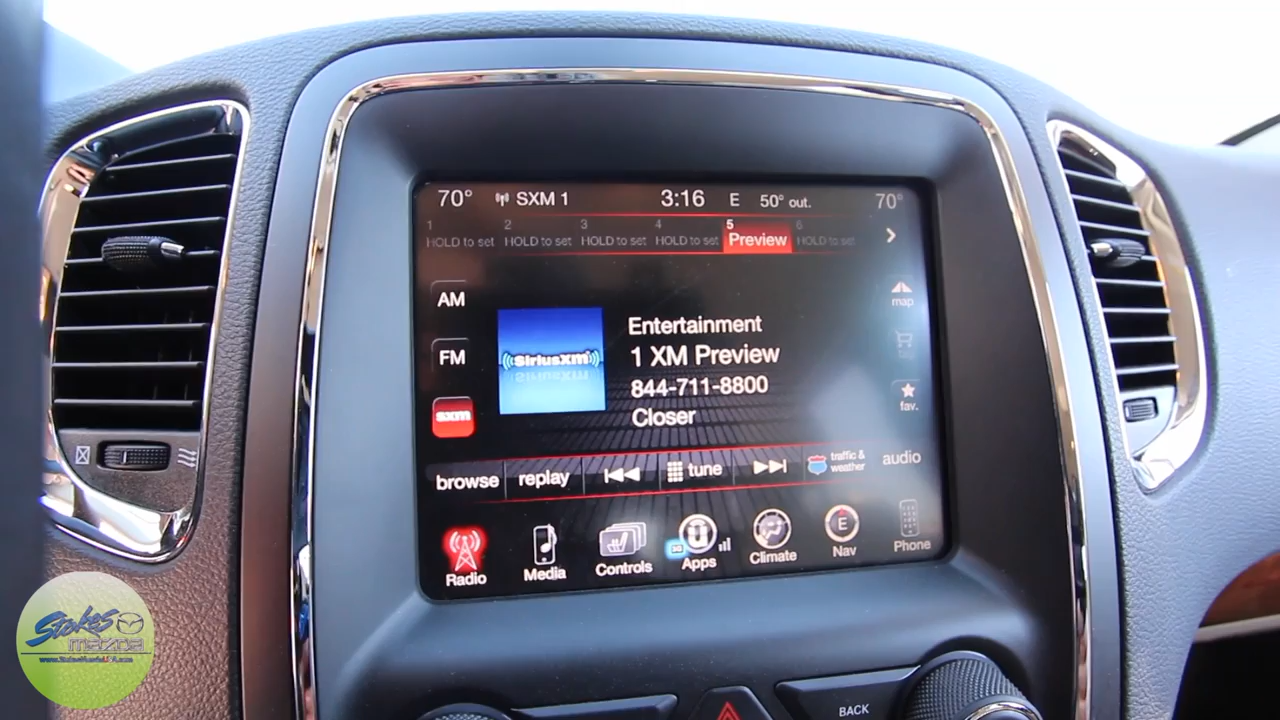 70° SXM 1 3:16 E 50° out. 70°
1 2 3 4 5 6
HOLD to set HOLD to set HOLD to set HOLD to set Preview HOLD to set
AM
map
Entertainment
SiriusXM
1 XM Preview
FM
844-711-8800
fav.
sxm
Closer
browse replay tune traffic & weather audio
Radio Media Controls 3G Apps Climate E Nav Phone
Stokes
mazda
BACK